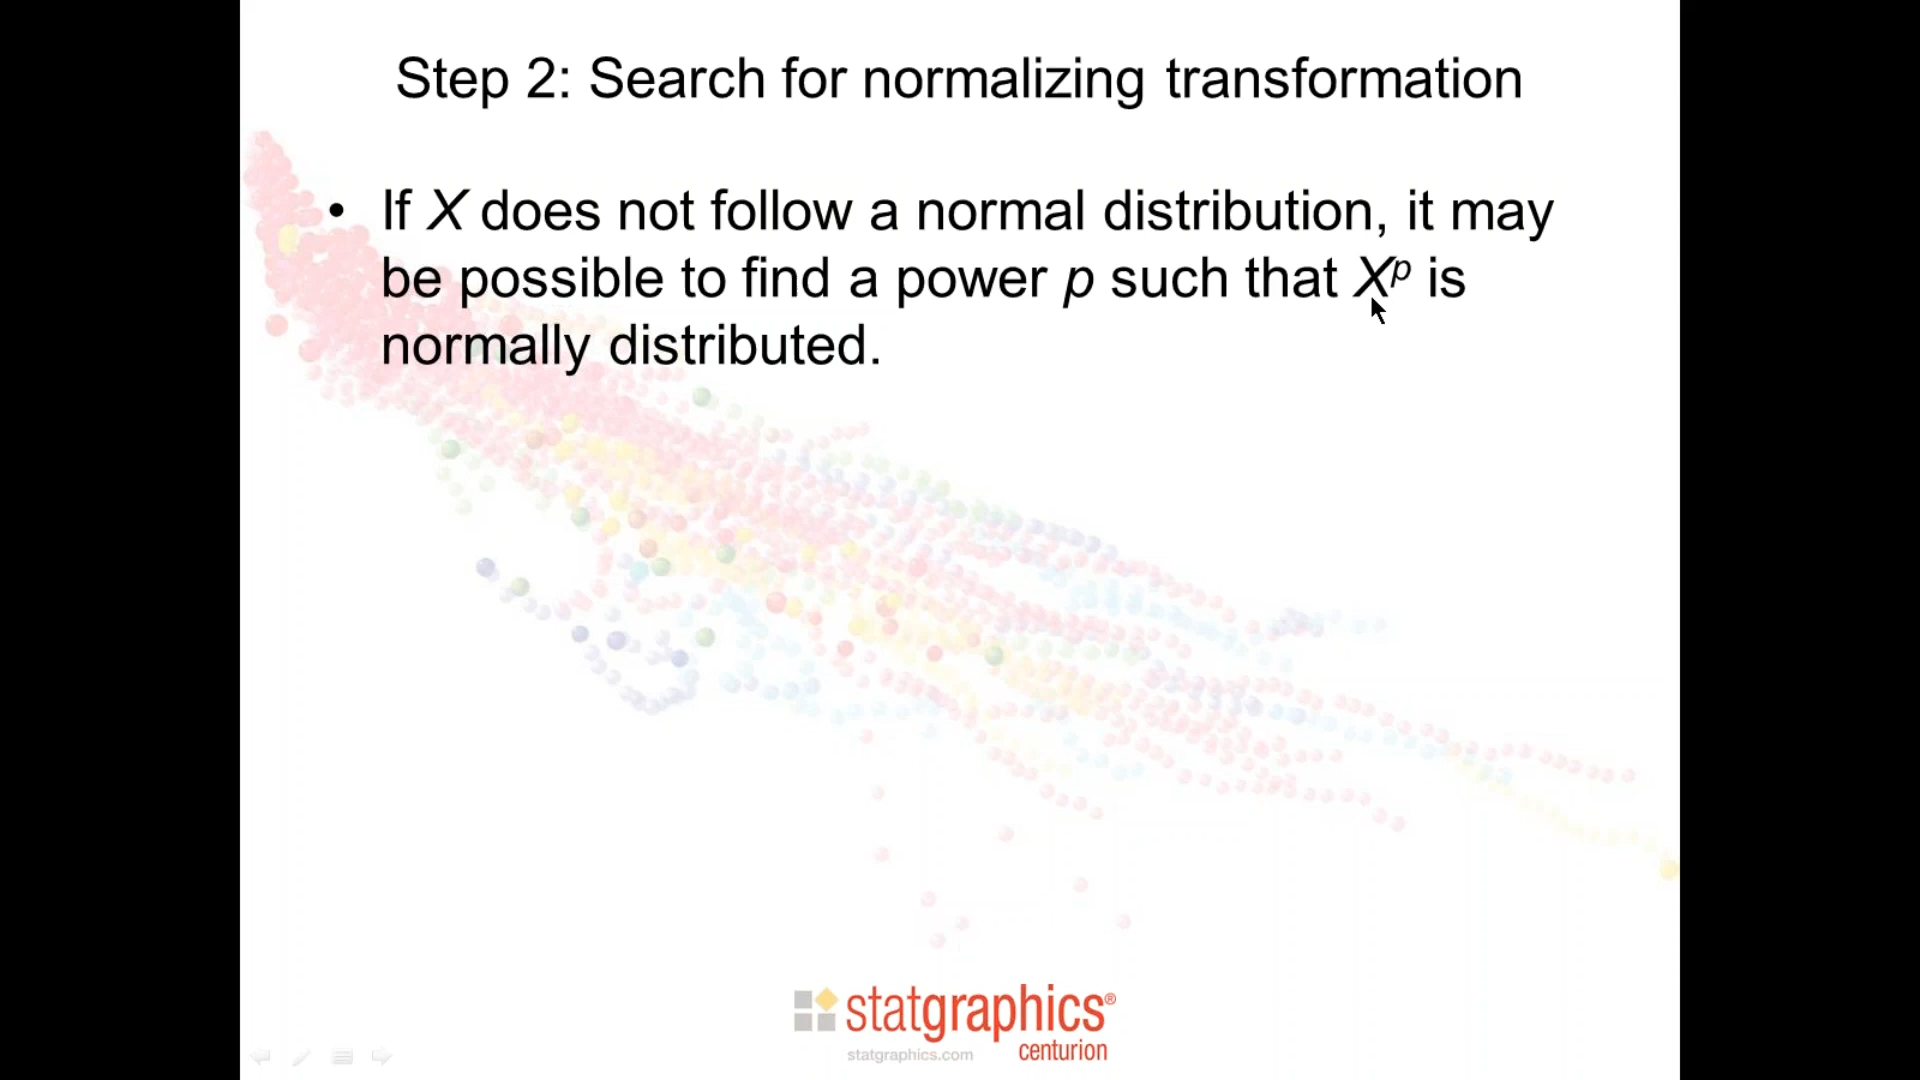 Step 2: Search for normalizing transformation
• If X does not follow a normal distribution, it may
be possible to find a power p such that Xᵖ is
normally distributed.
statgraphics®
centurion
statgraphics.com